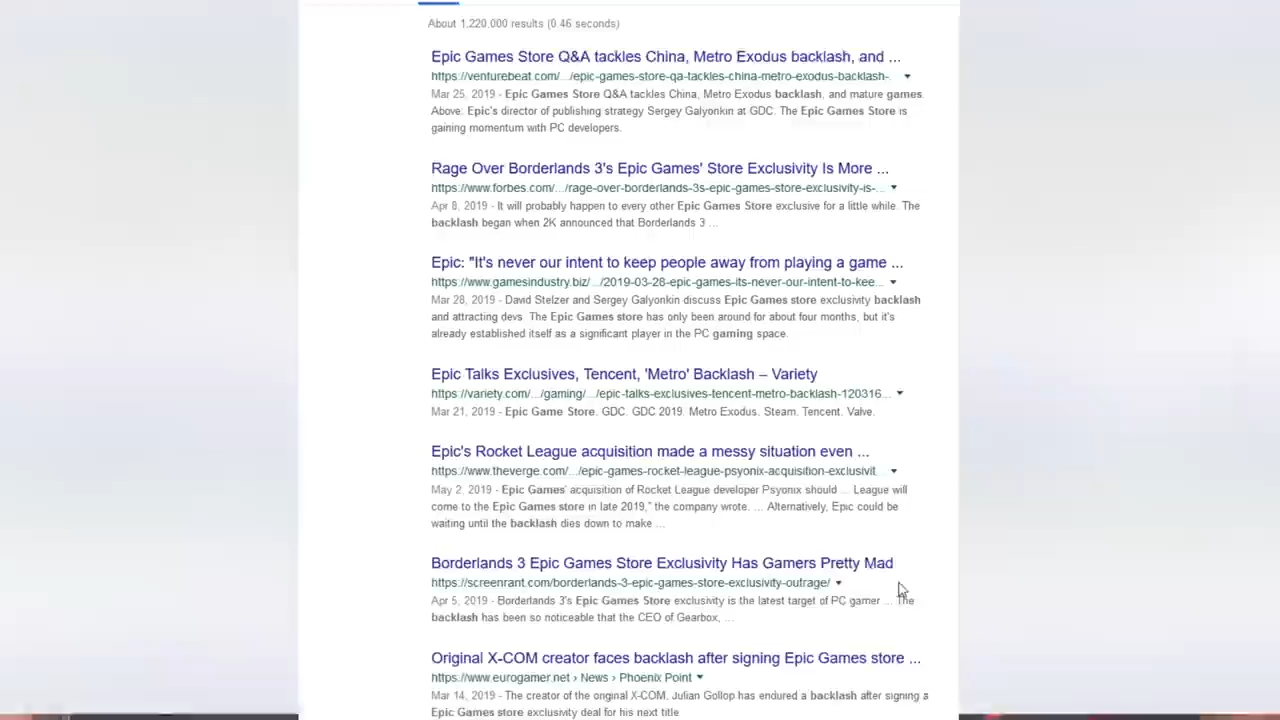 About 1,220,000 results (0.46 seconds)
Epic Games Store Q&A tackles China, Metro Exodus backlash, and ...
https://venturebeat.com/.../epic-games-store-qa-tackles-china-metro-exodus-backlash-.
Mar 25, 2019 - Epic Games Store Q&A tackles China, Metro Exodus backlash, and mature games.
Above: Epic's director of publishing strategy Sergey Galyonkin at GDC. The Epic Games Store is
gaining momentum with PC developers.
Rage Over Borderlands 3's Epic Games' Store Exclusivity Is More ...
https://www.forbes.com/.../rage-over-borderlands-3s-epic-games-store-exclusivity-is-...
Apr 8, 2019 - It will probably happen to every other Epic Games Store exclusive for a little while. The
backlash began when 2K announced that Borderlands 3 ...
Epic: "It's never our intent to keep people away from playing a game ...
https://www.gamesindustry.biz/.../2019-03-28-epic-games-its-never-our-intent-to-kee...
Mar 28, 2019 - David Stelzer and Sergey Galyonkin discuss Epic Games store exclusivity backlash
and attracting devs. The Epic Games store has only been around for about four months, but it's
already established itself as a significant player in the PC gaming space.
Epic Talks Exclusives, Tencent, 'Metro' Backlash – Variety
https://variety.com/.../gaming/.../epic-talks-exclusives-tencent-metro-backlash-120316...
Mar 21, 2019 - Epic Game Store. GDC. GDC 2019. Metro Exodus. Steam. Tencent. Valve.
Epic's Rocket League acquisition made a messy situation even ...
https://www.theverge.com/.../epic-games-rocket-league-psyonix-acquisition-exclusivit.
May 2, 2019 - Epic Games' acquisition of Rocket League developer Psyonix should ... League will
come to the Epic Games store in late 2019," the company wrote. ... Alternatively, Epic could be
waiting until the backlash dies down to make ...
Borderlands 3 Epic Games Store Exclusivity Has Gamers Pretty Mad
https://screenrant.com/borderlands-3-epic-games-store-exclusivity-outrage/
Apr 5, 2019 - Borderlands 3's Epic Games Store exclusivity is the latest target of PC gamer ... The
backlash has been so noticeable that the CEO of Gearbox, ...
Original X-COM creator faces backlash after signing Epic Games store ...
https://www.eurogamer.net › News › Phoenix Point
Mar 14, 2019 - The creator of the original X-COM, Julian Gollop has endured a backlash after signing a
Epic Games store exclusivity deal for his next title